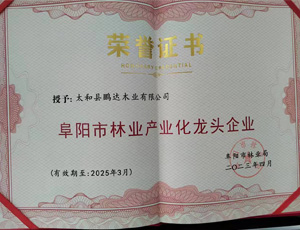 荣誉证书
授予:太和县鹏达木业有限公司
阜阳市林业产业化龙头企业
阜阳市林业局
(有效期至:2025年3月)
二〇二三年四月